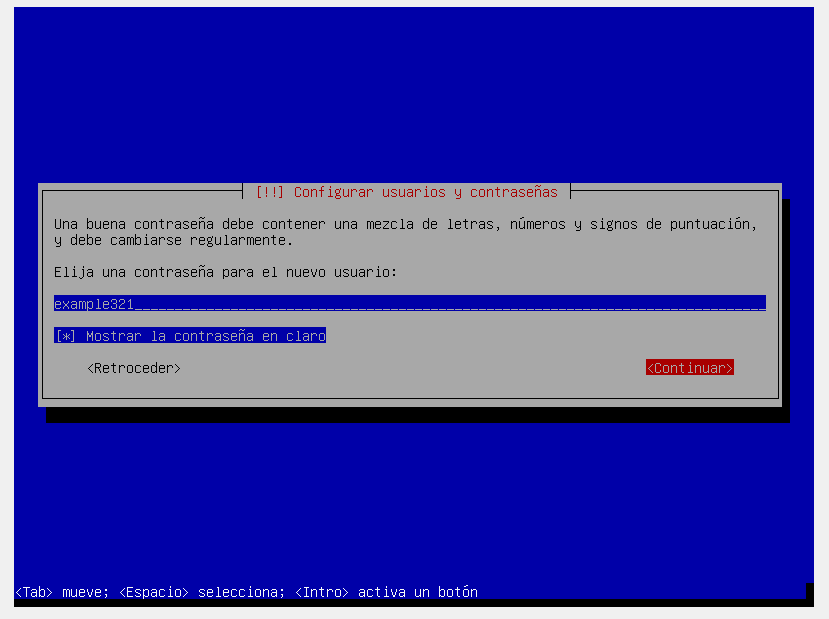 [!!] Configurar usuarios y contraseñas
Una buena contraseña debe contener una mezcla de letras, números y signos de puntuación,
y debe cambiarse regularmente.
Elija una contraseña para el nuevo usuario:
example321
[*] Mostrar la contraseña en claro
<Retroceder> <Continuar>
<Tab> mueve; <Espacio> selecciona; <Intro> activa un botón